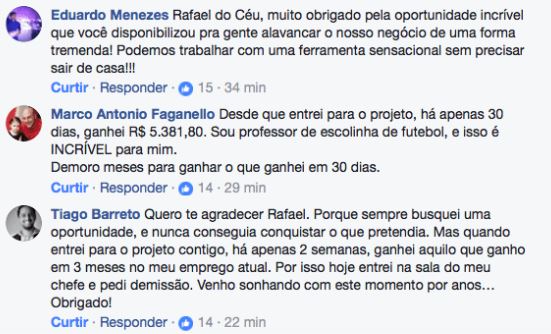 Eduardo Menezes Rafael do Céu, muito obrigado pela oportunidade incrível
que você disponibilizou pra gente alavancar o nosso negócio de uma forma
tremenda! Podemos trabalhar com uma ferramenta sensacional sem precisar
sair de casa!!!
Curtir · Responder · 15 · 34 min
Marco Antonio Faganello Desde que entrei para o projeto, há apenas 30
dias, ganhei R$ 5.381,80. Sou professor de escolinha de futebol, e isso é
INCRÍVEL para mim.
Demoro meses para ganhar o que ganhei em 30 dias.
Curtir · Responder · 14 · 29 min
Tiago Barreto Quero te agradecer Rafael. Porque sempre busquei uma
oportunidade, e nunca conseguia conquistar o que pretendia. Mas quando
entrei para o projeto contigo, há apenas 2 semanas, ganhei aquilo que ganho
em 3 meses no meu emprego atual. Por isso hoje entrei na sala do meu
chefe e pedi demissão. Venho sonhando com este momento por anos...
Obrigado!
Curtir · Responder · 14 · 22 min